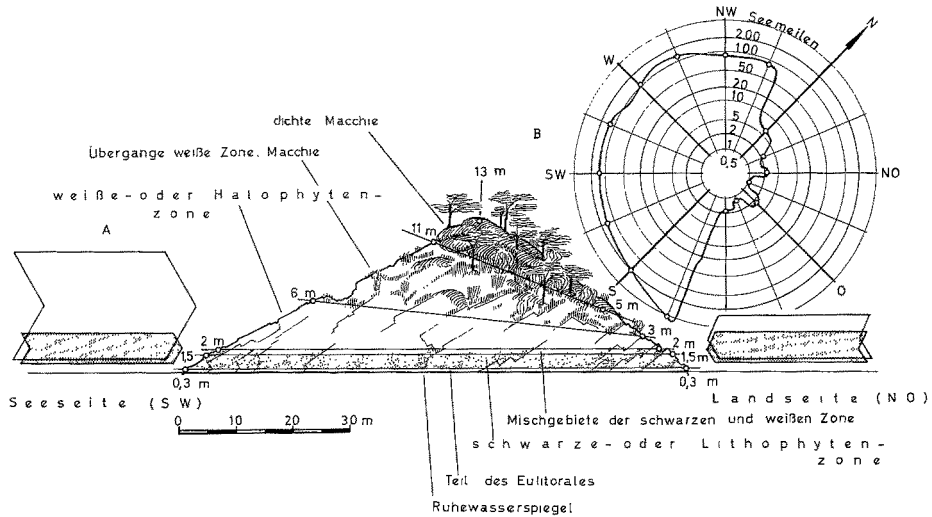 NW
Seemeilen
N
200
100
50
20
10
5
2
1
0,5
W
SW
NO
S
O
B
dichte Macchie
Übergange weiße Zone. Macchie
weiße-oder Halophyten-
zone
A
13 m
11 m
6 m
5 m
3 m
2 m
2 m
1,5
1,5 m
0,3 m
0,3 m
Seeseite (SW)
Landseite (NO)
0 10 20 30 m
Mischgebiete der schwarzen und weißen Zone
schwarze-oder Lithophyten-
zone
Teil des Eulitorales
Ruhewasserspiegel